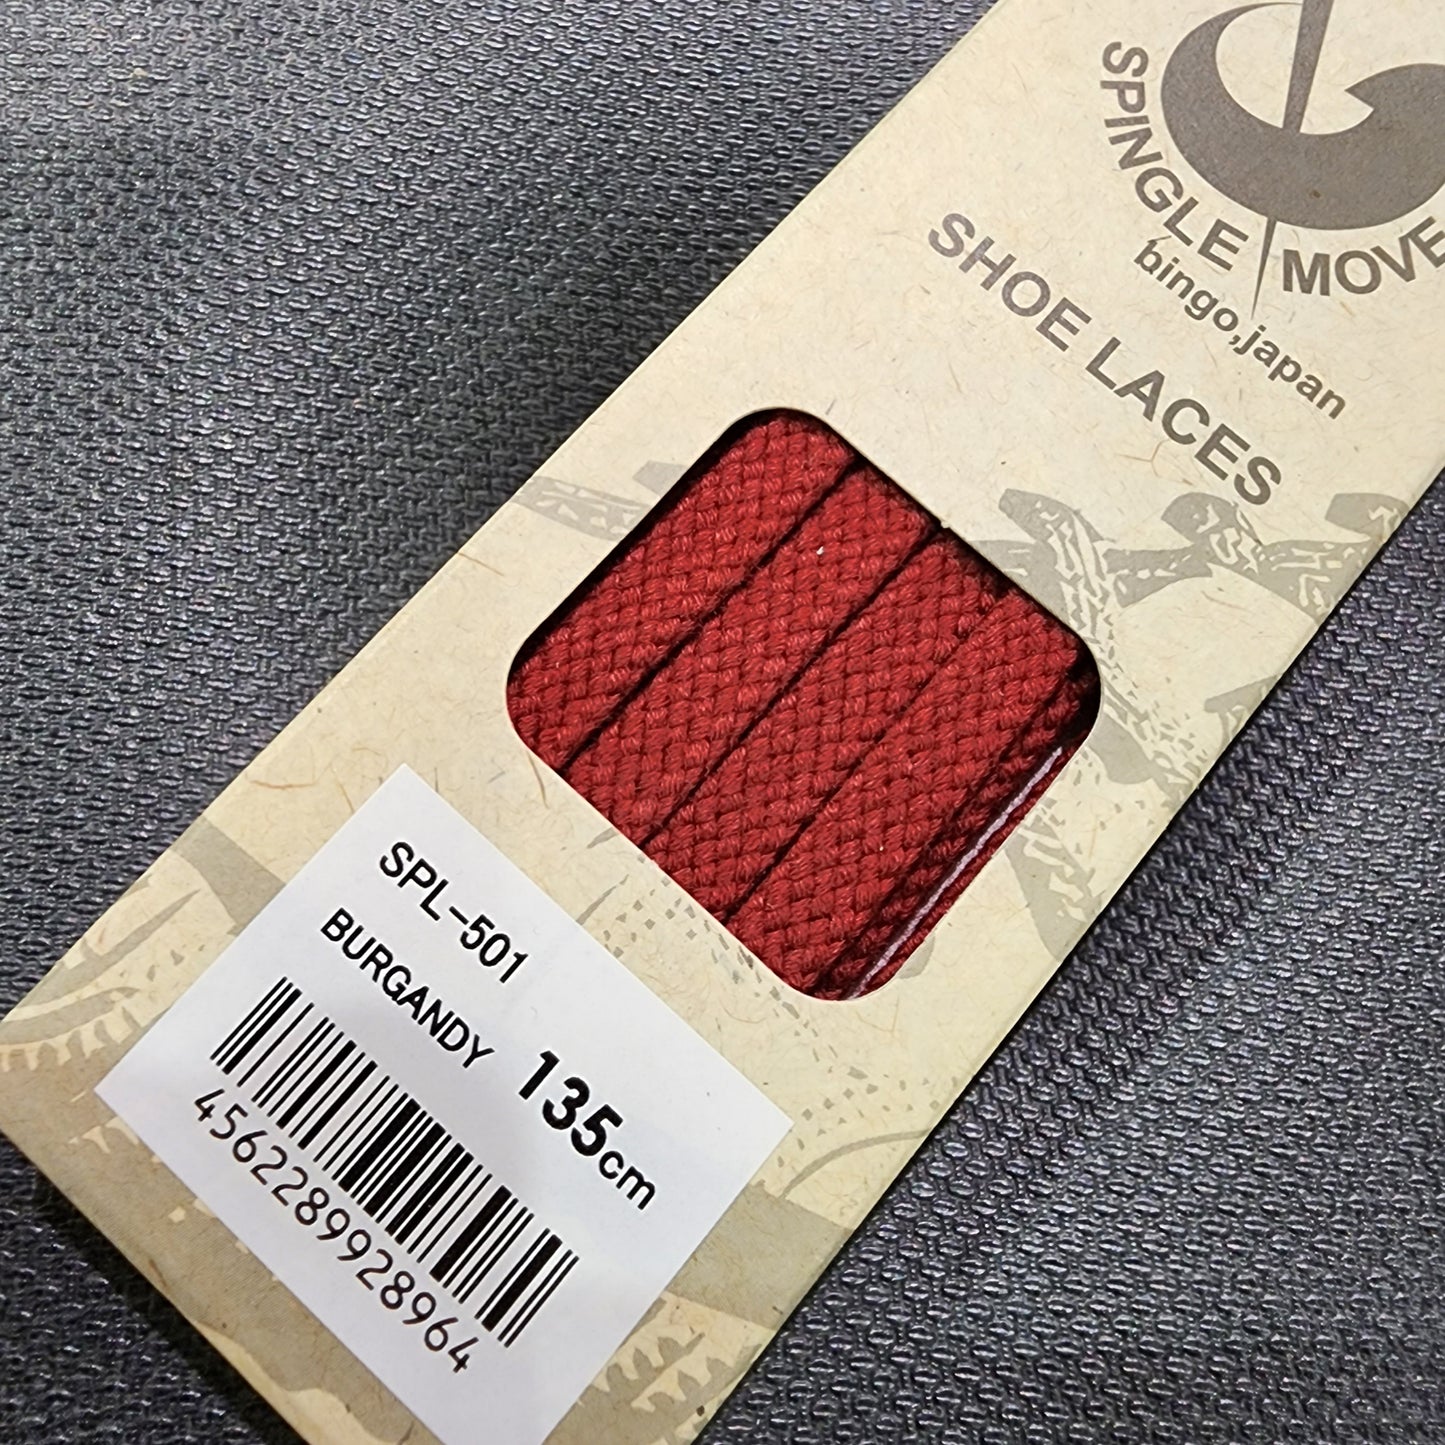 SPINGLE MOVE
bingo,japan
SHOE LACES
SPL-501
BURGANDY 135cm
4562289928964